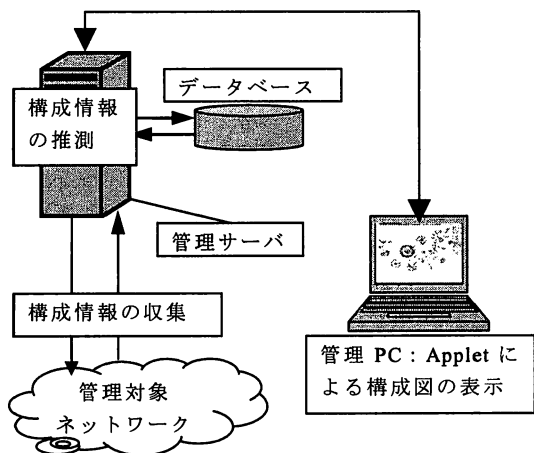 データベース
構成情報
の推測
管理サーバ
構成情報の収集
管理 PC：Applet に
よる構成図の表示
管理対象
ネットワーク